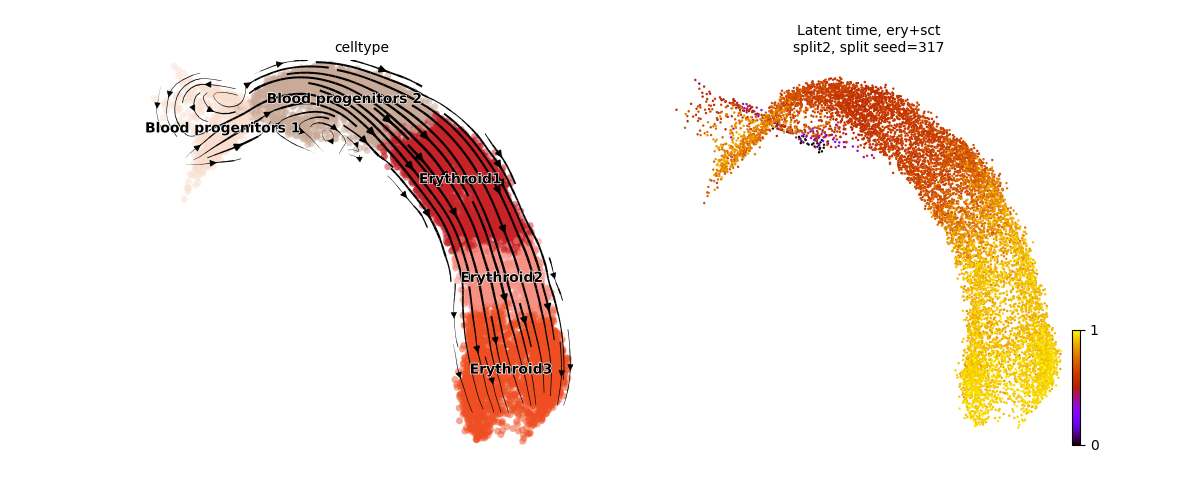 celltype
Blood progenitors 2
Blood progenitors 1
Erythroid1
Erythroid2
Erythroid3
Latent time, ery+sct
split2, split seed=317
1
0